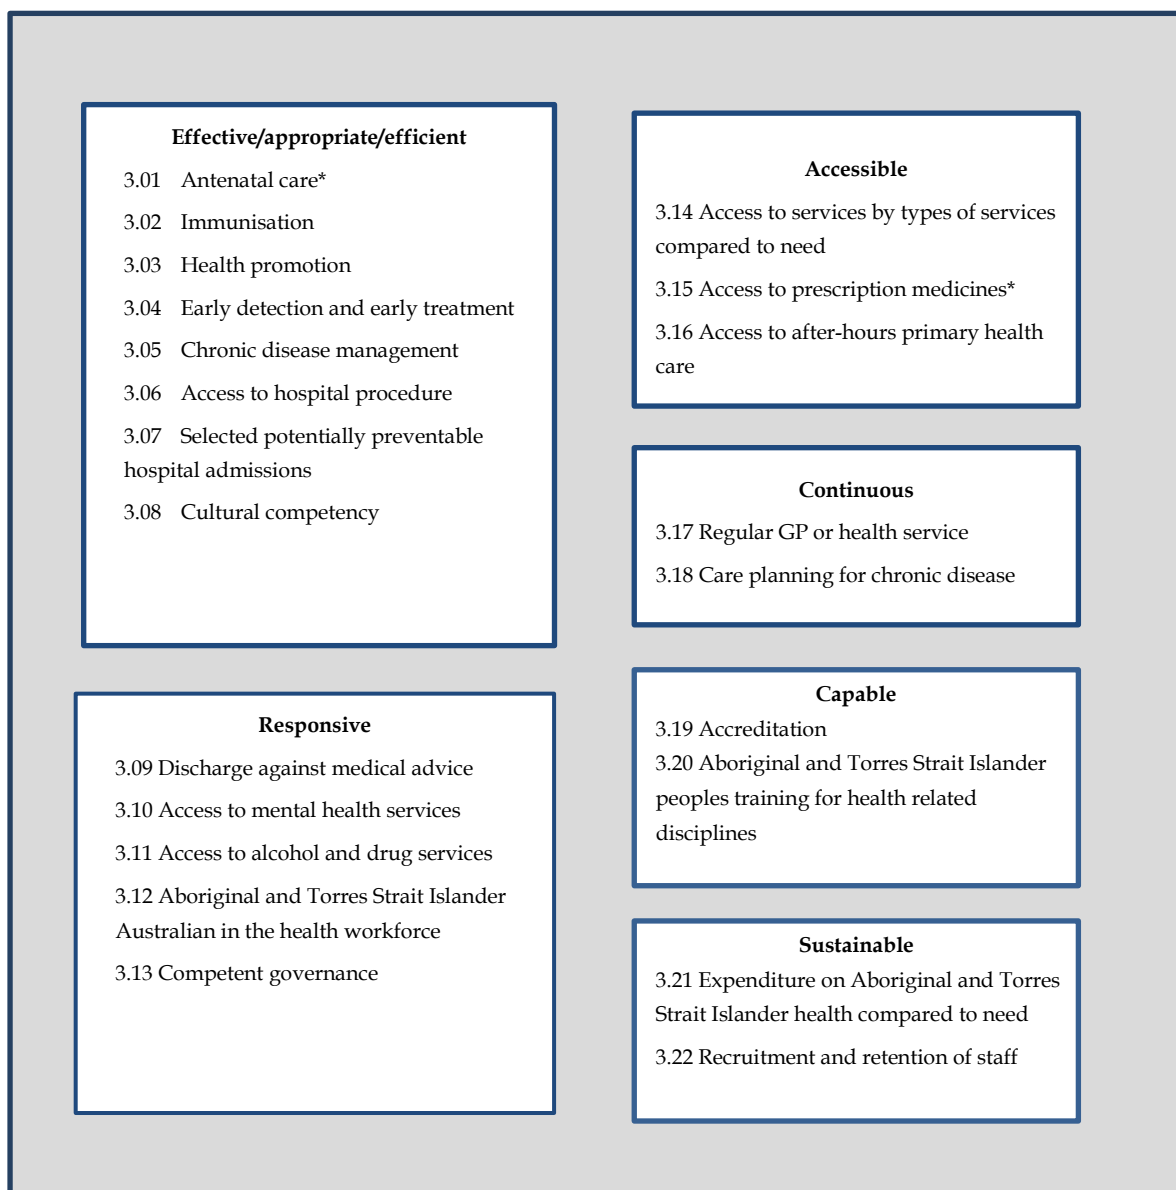 Effective/appropriate/efficient
3.01 Antenatal care*
3.02 Immunisation
3.03 Health promotion
3.04 Early detection and early treatment
3.05 Chronic disease management
3.06 Access to hospital procedure
3.07 Selected potentially preventable
hospital admissions
3.08 Cultural competency
Responsive
3.09 Discharge against medical advice
3.10 Access to mental health services
3.11 Access to alcohol and drug services
3.12 Aboriginal and Torres Strait Islander
Australian in the health workforce
3.13 Competent governance
Accessible
3.14 Access to services by types of services
compared to need
3.15 Access to prescription medicines*
3.16 Access to after-hours primary health
care
Continuous
3.17 Regular GP or health service
3.18 Care planning for chronic disease
Capable
3.19 Accreditation
3.20 Aboriginal and Torres Strait Islander
peoples training for health related
disciplines
Sustainable
3.21 Expenditure on Aboriginal and Torres
Strait Islander health compared to need
3.22 Recruitment and retention of staff